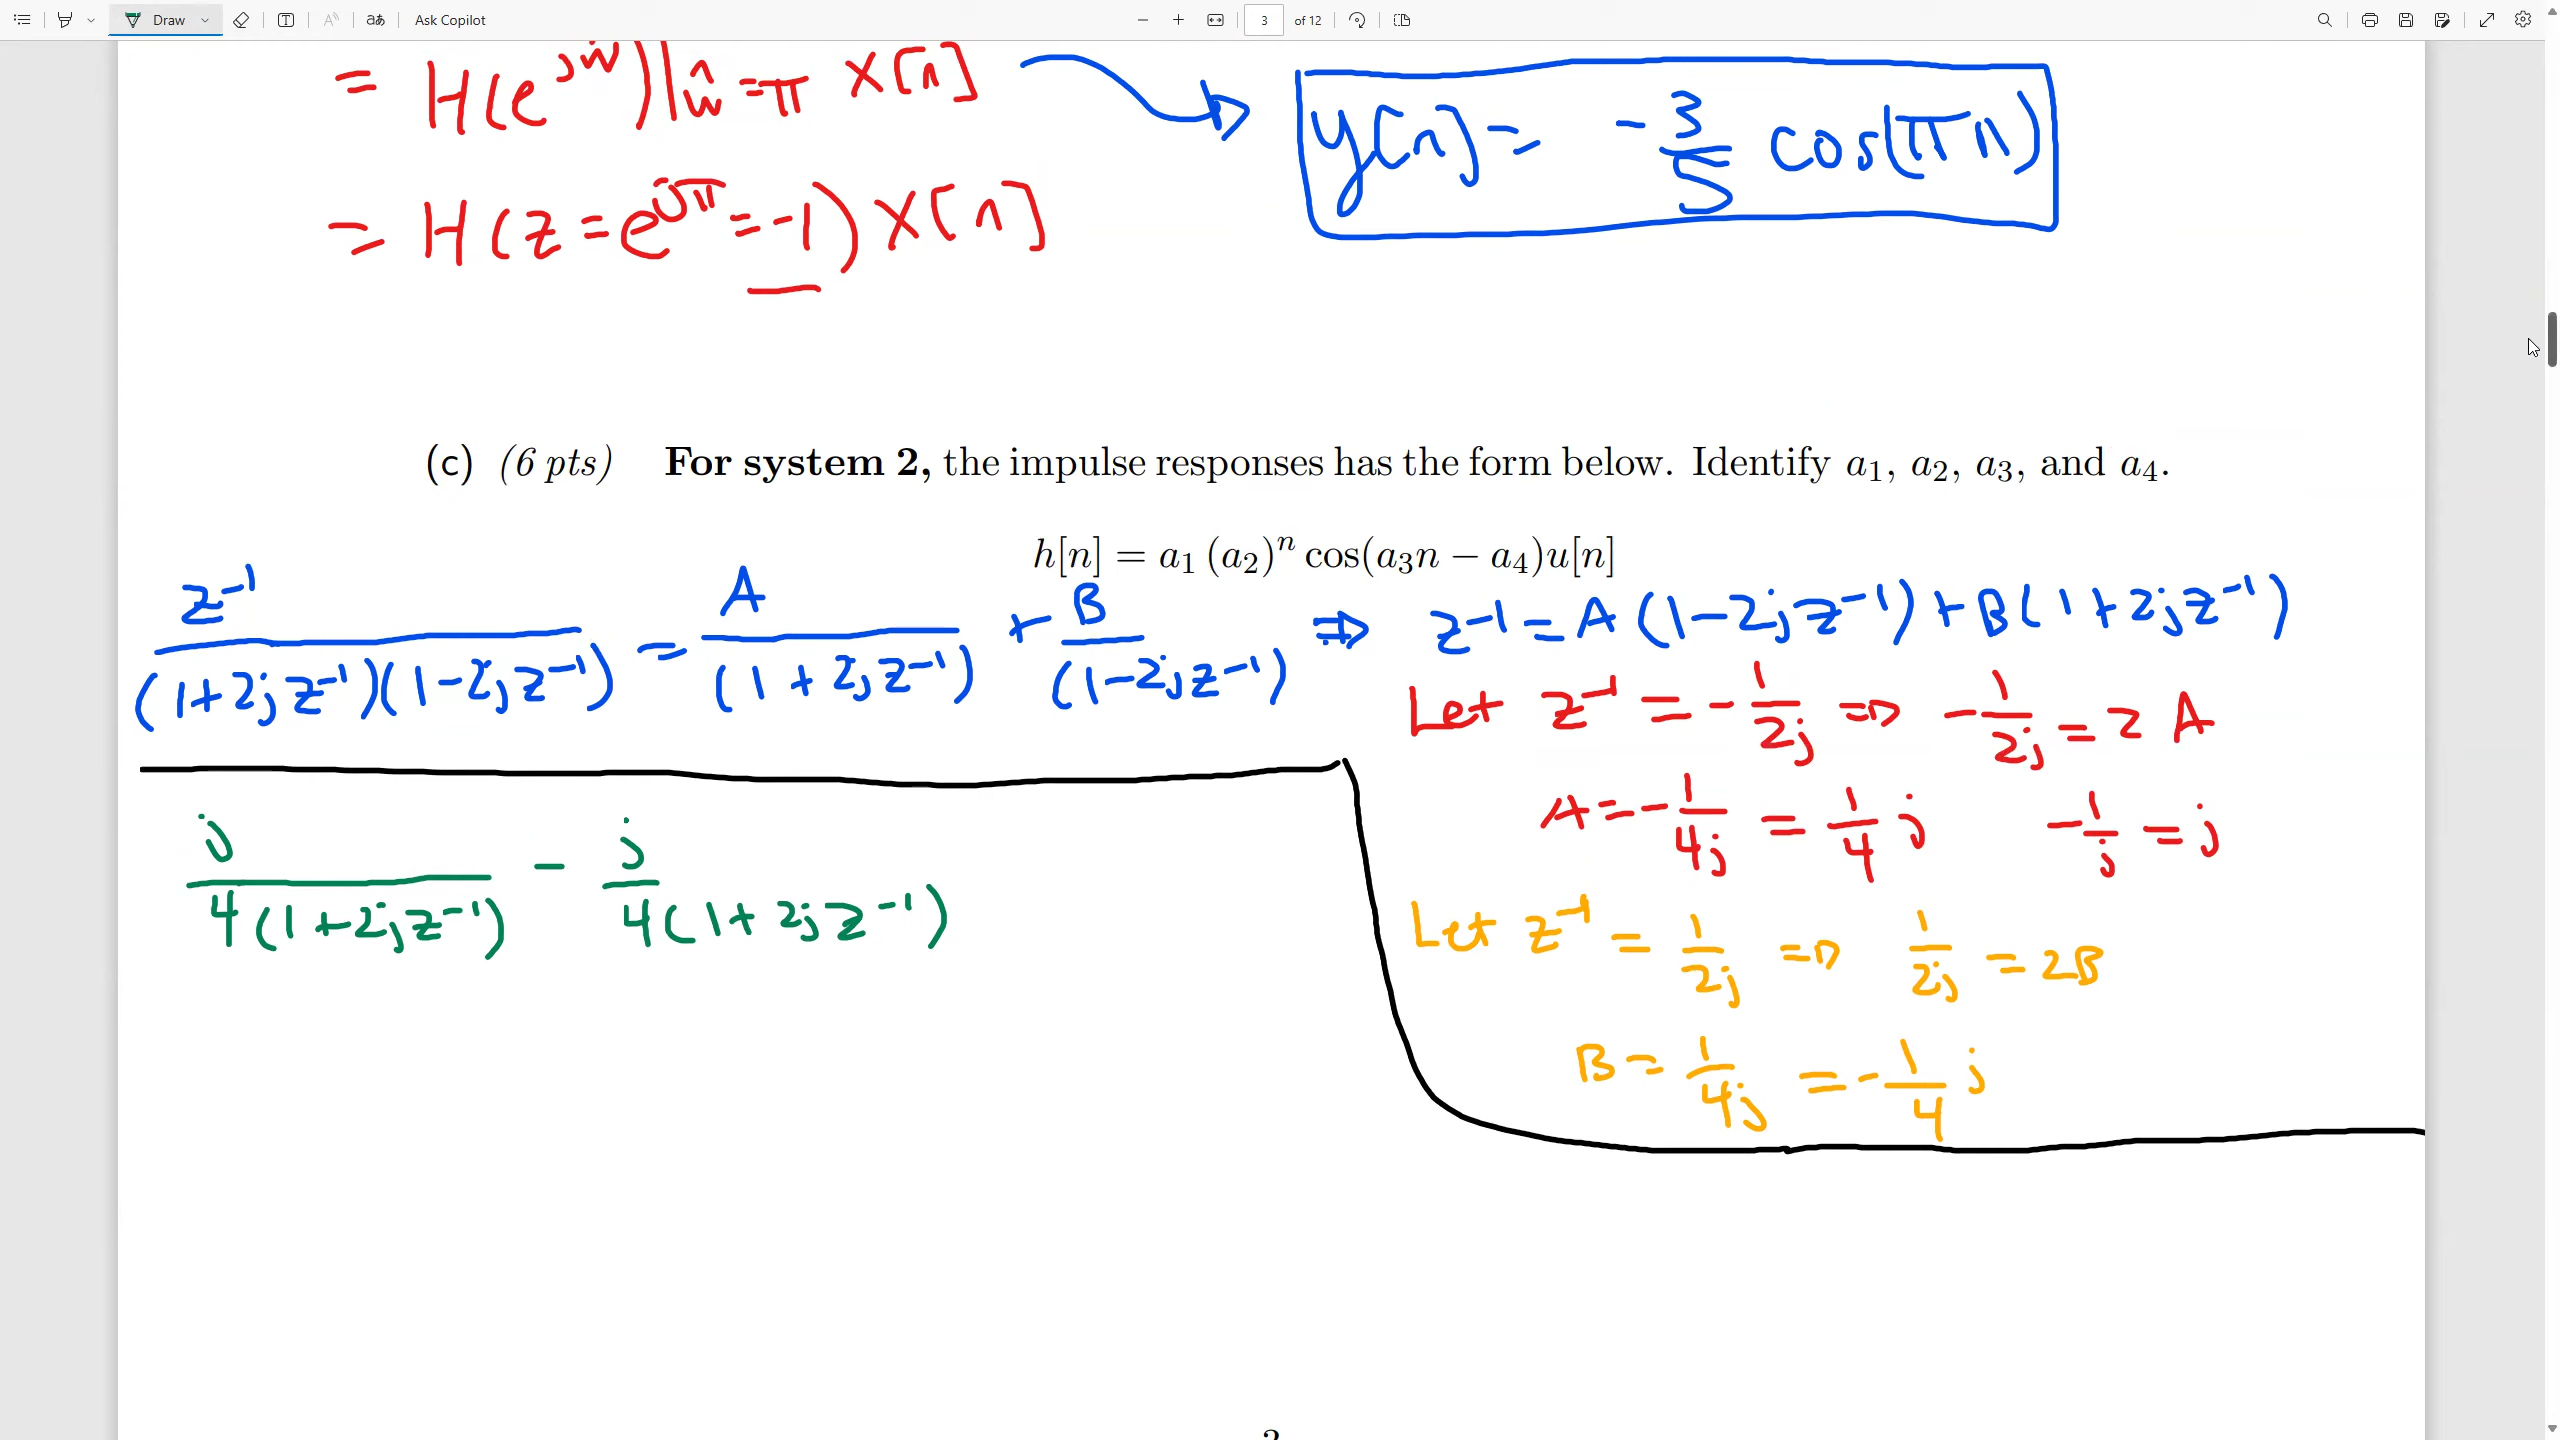 Draw Ask Copilot 3 of 12
= H(e^{jŵ})|_{ŵ=π} x[n]
y[n] = -3/5 cos(πn)
= H(z = e^{jπ} = -1) x[n]
(c) (6 pts) For system 2, the impulse responses has the form below. Identify a₁, a₂, a₃, and a₄.
h[n] = a₁ (a₂)ⁿ cos(a₃n − a₄)u[n]
z⁻¹ / (1+2jz⁻¹)(1-2jz⁻¹) = A / (1+2jz⁻¹) + B / (1-2jz⁻¹) ⇒ z⁻¹ = A(1-2jz⁻¹) + B(1+2jz⁻¹)
Let z⁻¹ = -1/2j ⇒ -1/2j = 2A
A = -1/4j = 1/4 j -1/j = j
j / 4(1+2jz⁻¹) - j / 4(1+2jz⁻¹)
Let z⁻¹ = 1/2j ⇒ 1/2j = 2B
B = 1/4j = -1/4 j